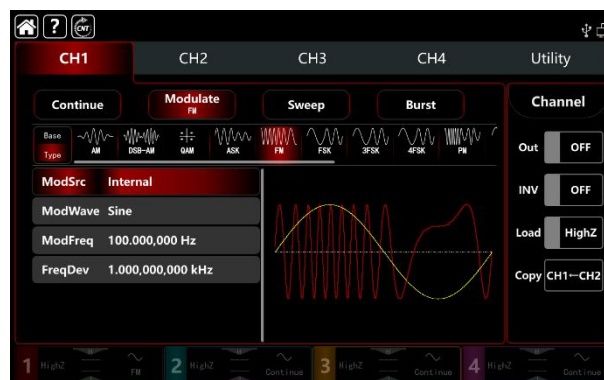 ? CNT
CH1 CH2 CH3 CH4 Utility
Continue Modulate Sweep Burst Channel
FM
Base
Type AM DSB-AM QAM ASK FM FSK 3FSK 4FSK PM
Out OFF
ModSrc Internal
INV OFF
ModWave Sine
ModFreq 100.000,000 Hz
Load HighZ
FreqDev 1.000,000,000 kHz
Copy CH1←CH2
1 HighZ FM 2 HighZ Continue 3 HighZ Continue 4 HighZ Continue